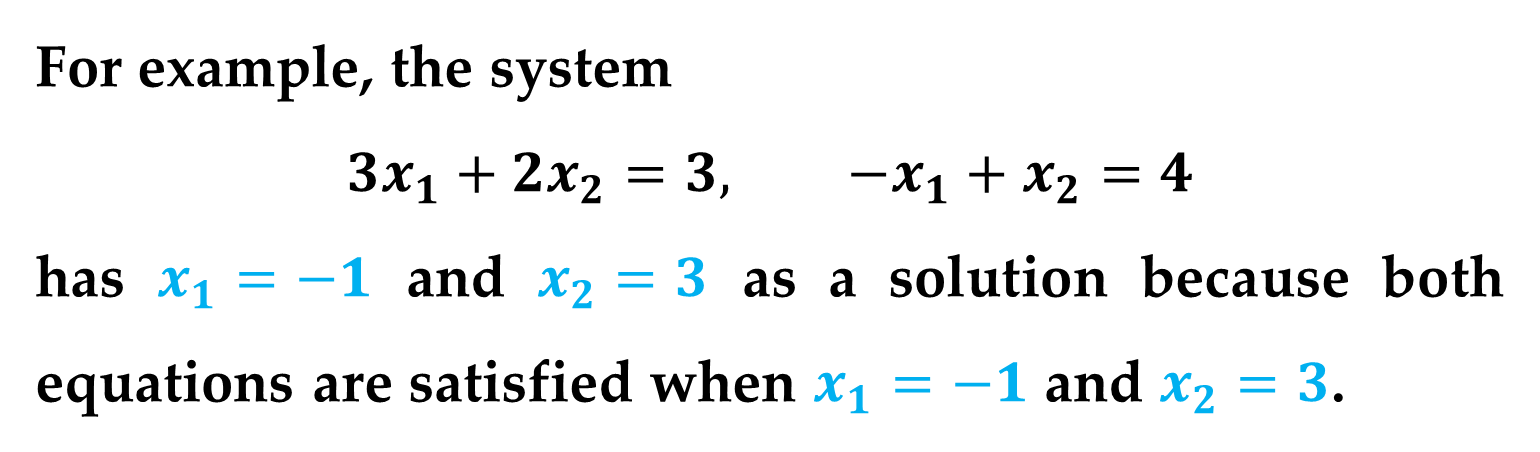 For example, the system
3x₁ + 2x₂ = 3, −x₁ + x₂ = 4
has x₁ = −1 and x₂ = 3 as a solution because both
equations are satisfied when x₁ = −1 and x₂ = 3.